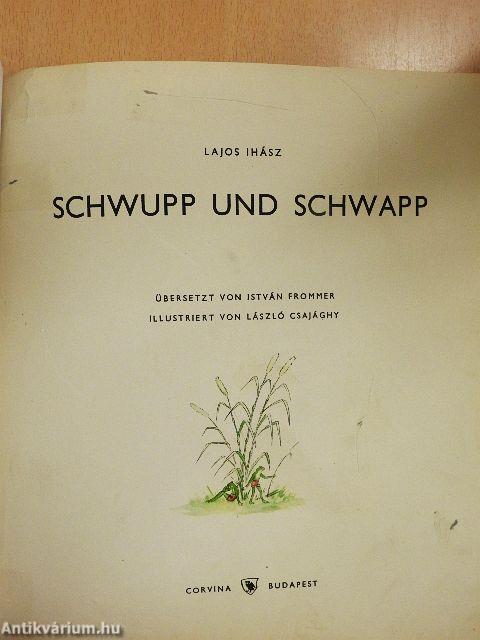 LAJOS IHÁSZ
SCHWUPP UND SCHWAPP
ÜBERSETZT VON ISTVÁN FROMMER
ILLUSTRIERT VON LÁSZLÓ CSAJÁGHY
CORVINA BUDAPEST
Antikvárium.hu